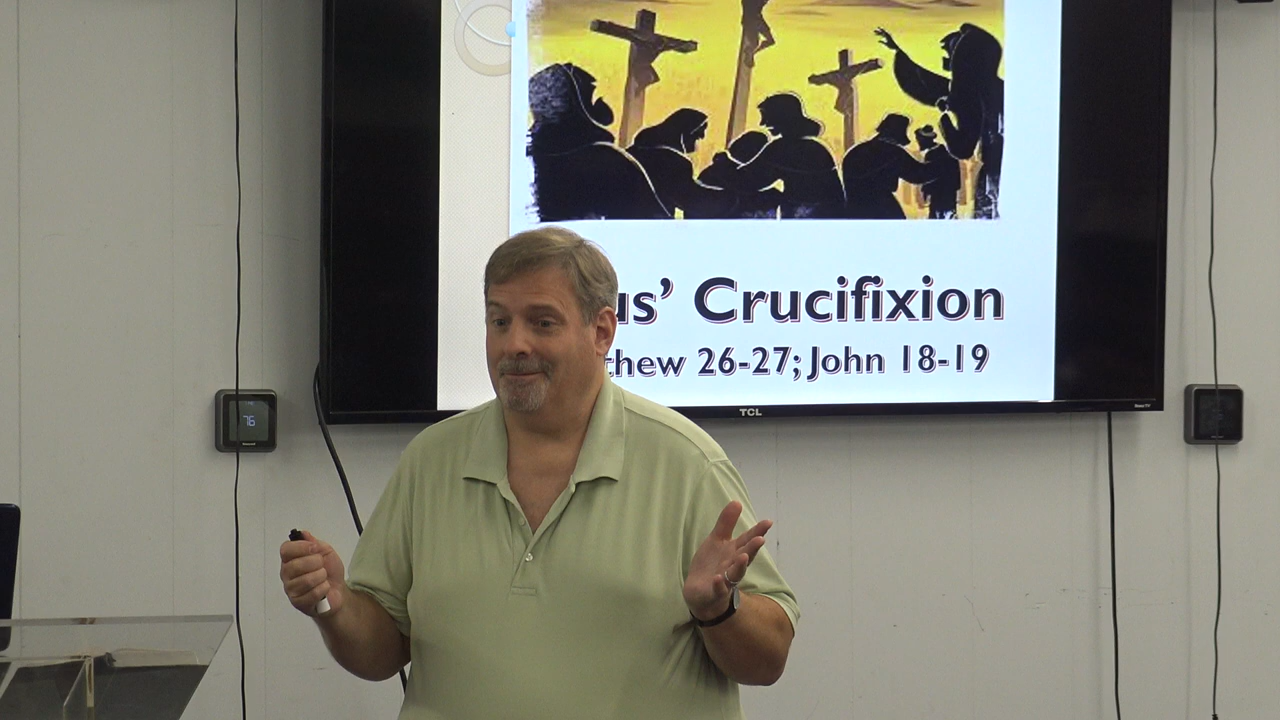 us’ Crucifixion
thew 26-27; John 18-19
TCL
76